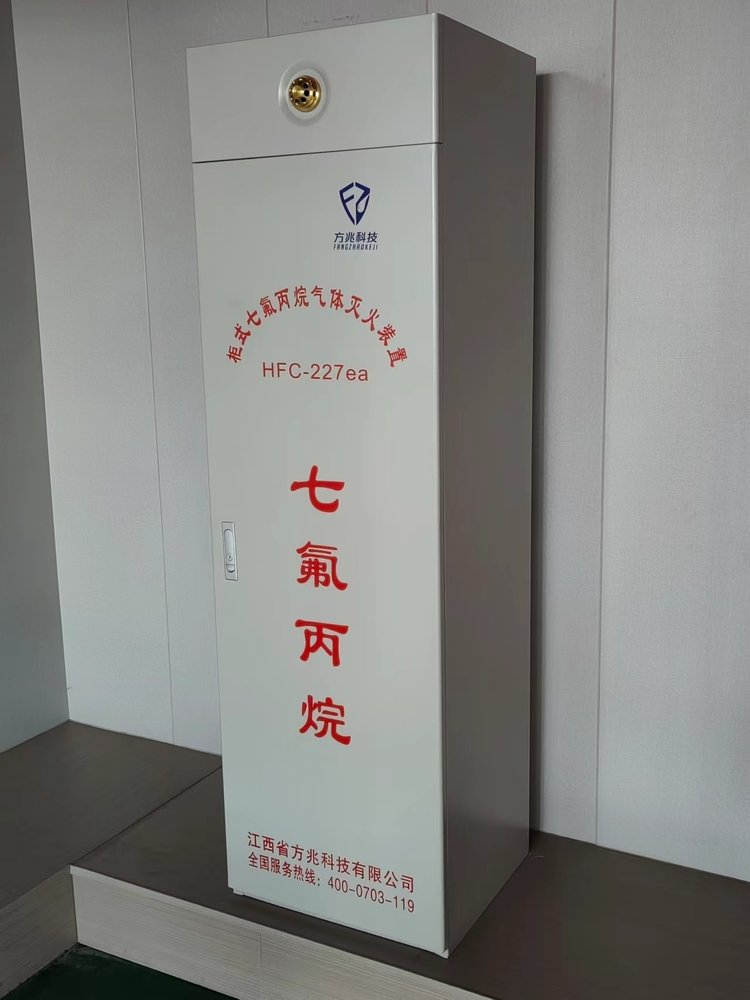 方兆科技
FANGZHAOKEJI
柜式七氟丙烷气体灭火装置
HFC-227ea
七氟丙烷
江西省方兆科技有限公司
全国服务热线：400-0703-119